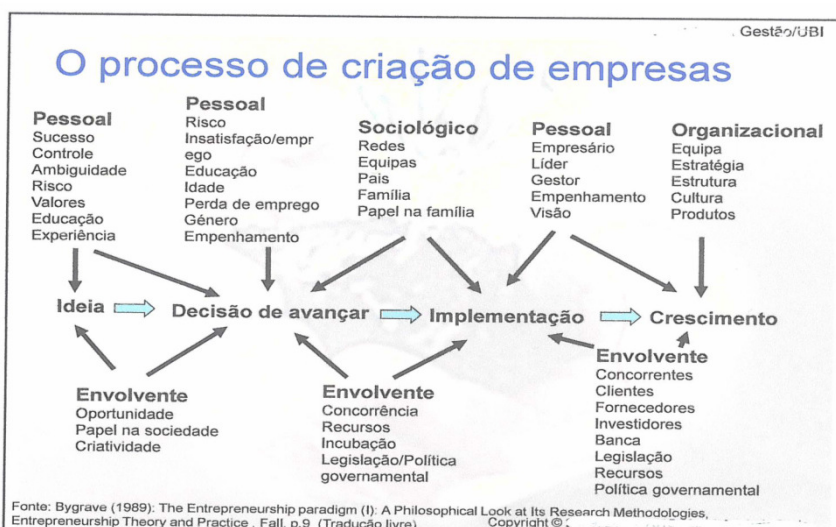 Gestão/UBI
O processo de criação de empresas
Pessoal
Sucesso
Controle
Ambiguidade
Risco
Valores
Educação
Experiência
Pessoal
Risco
Insatisfação/empr
ego
Educação
Idade
Perda de emprego
Género
Empenhamento
Sociológico
Redes
Equipas
Pais
Família
Papel na família
Pessoal
Empresário
Líder
Gestor
Empenhamento
Visão
Organizacional
Equipa
Estratégia
Estrutura
Cultura
Produtos
Ideia
Decisão de avançar
Implementação
Crescimento
Envolvente
Oportunidade
Papel na sociedade
Criatividade
Envolvente
Concorrência
Recursos
Incubação
Legislação/Política
governamental
Envolvente
Concorrentes
Clientes
Fornecedores
Investidores
Banca
Legislação
Recursos
Política governamental
Fonte: Bygrave (1989): The Entrepreneurship paradigm (I): A Philosophical Look at Its Research Methodologies,
Entrepreneurship Theory and Practice , Fall, p.9 (Tradução livre)
Copyright ©